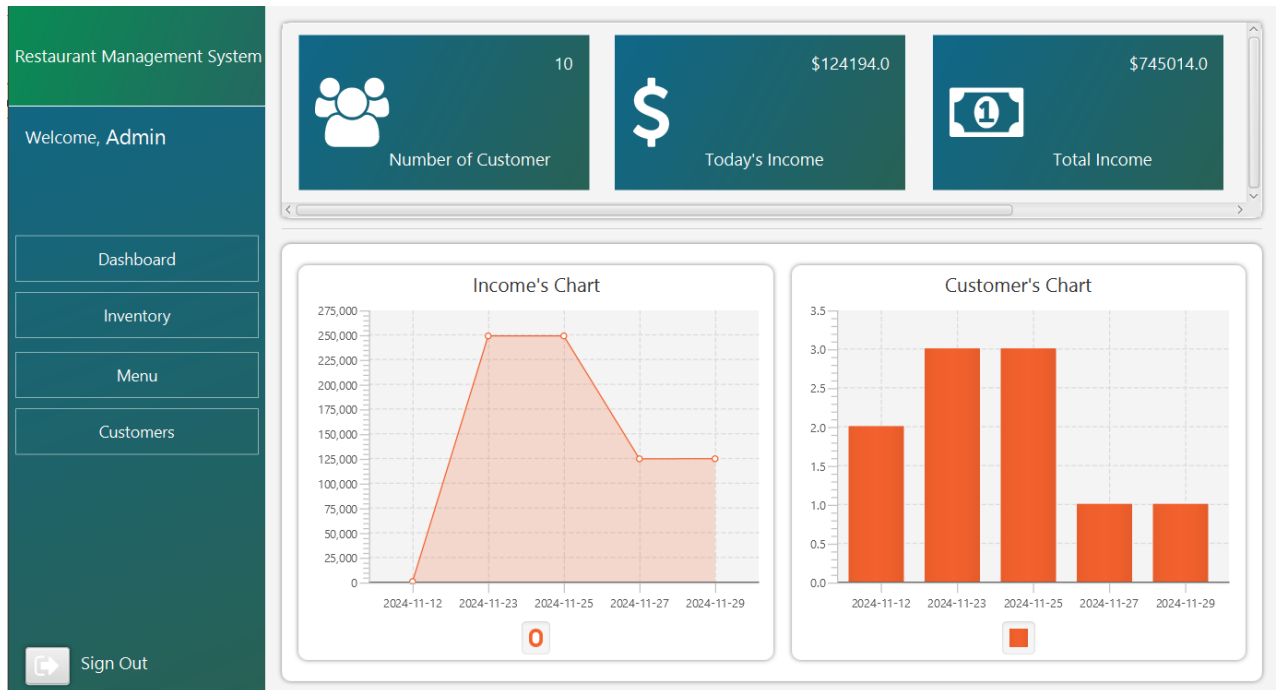 Restaurant Management System
Welcome, Admin
Dashboard
Inventory
Menu
Customers
Sign Out
10
Number of Customer
$124194.0
Today's Income
$745014.0
1
Total Income
Income's Chart
275,000
250,000
225,000
200,000
175,000
150,000
125,000
100,000
75,000
50,000
25,000
0
2024-11-12 2024-11-23 2024-11-25 2024-11-27 2024-11-29
Customer's Chart
3.5
3.0
2.5
2.0
1.5
1.0
0.5
0.0
2024-11-12 2024-11-23 2024-11-25 2024-11-27 2024-11-29